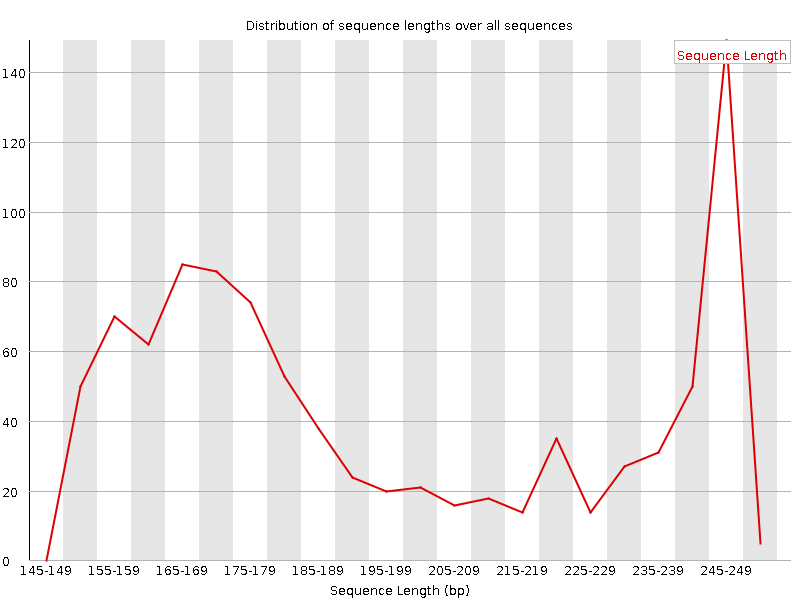 Distribution of sequence lengths over all sequences
Sequence Length
140
120
100
80
60
40
20
0
145-149 155-159 165-169 175-179 185-189 195-199 205-209 215-219 225-229 235-239 245-249
Sequence Length (bp)